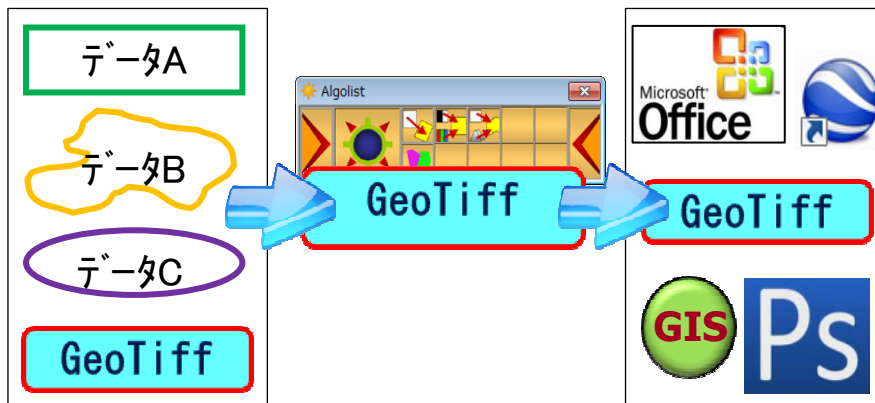 ﾃﾞｰﾀA
ﾃﾞｰﾀB
ﾃﾞｰﾀC
GeoTiff
Algolist
GeoTiff
Microsoft®
Office
GeoTiff
GIS
Ps